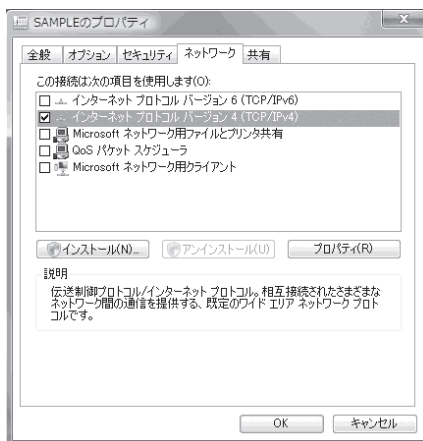 SAMPLEのプロパティ
全般 オプション セキュリティ ネットワーク 共有
この接続は次の項目を使用します(O):
インターネット プロトコル バージョン 6 (TCP/IPv6)
インターネット プロトコル バージョン 4 (TCP/IPv4)
Microsoft ネットワーク用ファイルとプリンタ共有
QoS パケット スケジューラ
Microsoft ネットワーク用クライアント
インストール(N)... アンインストール(U) プロパティ(R)
説明
伝送制御プロトコル/インターネット プロトコル。相互接続されたさまざまな
ネットワーク間の通信を提供する、既定のワイド エリア ネットワーク プロト
コルです。
OK キャンセル